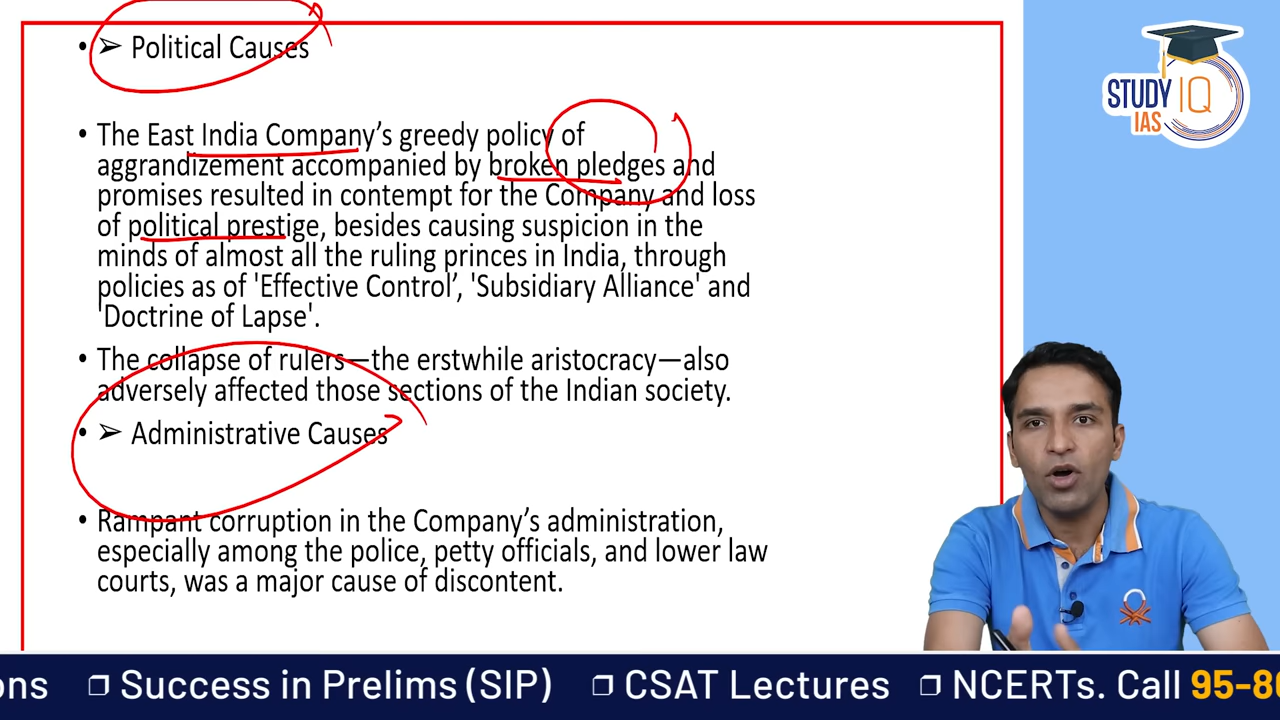 • ➢ Political Causes
• The East India Company’s greedy policy of
aggrandizement accompanied by broken pledges and
promises resulted in contempt for the Company and loss
of political prestige, besides causing suspicion in the
minds of almost all the ruling princes in India, through
policies as of 'Effective Control’, 'Subsidiary Alliance' and
'Doctrine of Lapse'.
• The collapse of rulers—the erstwhile aristocracy—also
adversely affected those sections of the Indian society.
• ➢ Administrative Causes
• Rampant corruption in the Company’s administration,
especially among the police, petty officials, and lower law
courts, was a major cause of discontent.
STUDY IQ
IAS
ons ❒ Success in Prelims (SIP) ❒ CSAT Lectures ❒ NCERTs. Call 95-8